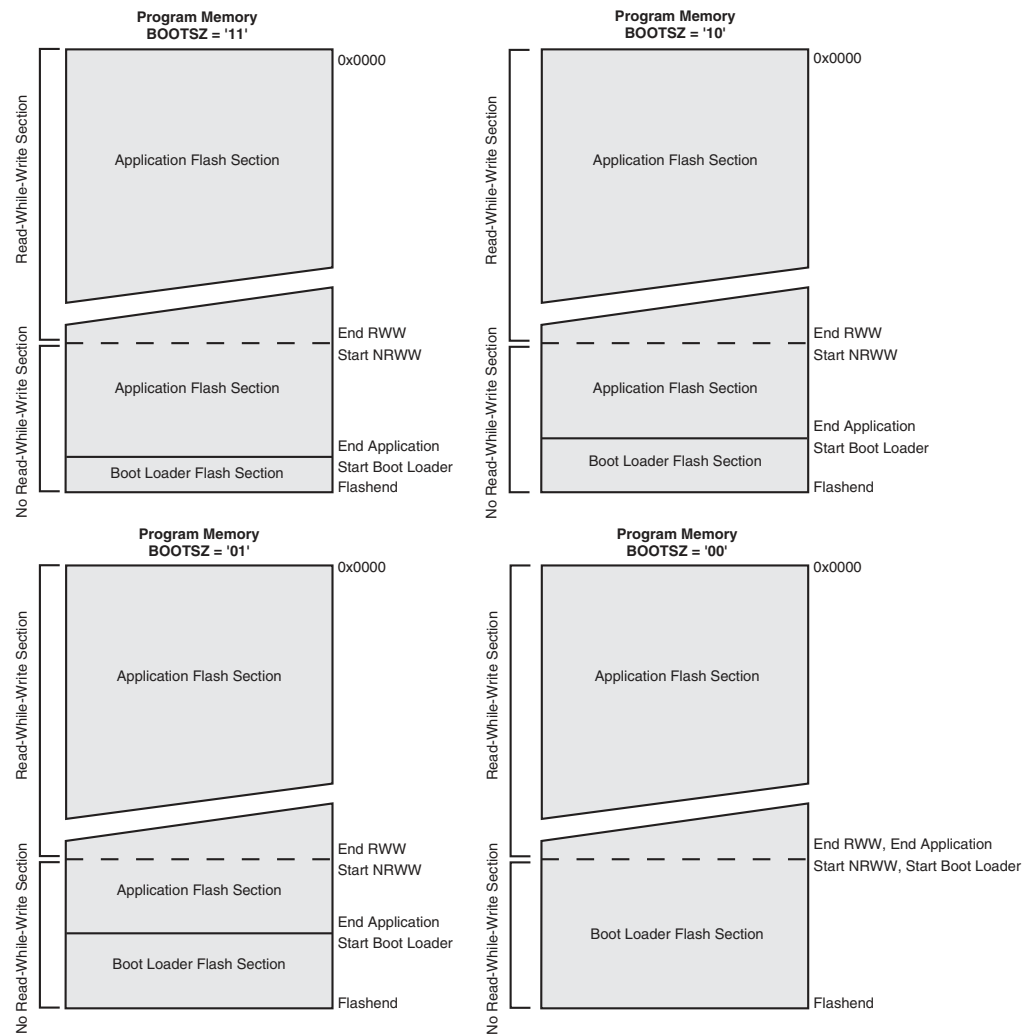 Program Memory
BOOTSZ = '11'
0x0000
Read-While-Write Section
Application Flash Section
End RWW
Start NRWW
No Read-While-Write Section
Application Flash Section
End Application
Start Boot Loader
Boot Loader Flash Section
Flashend
Program Memory
BOOTSZ = '10'
0x0000
Read-While-Write Section
Application Flash Section
End RWW
Start NRWW
No Read-While-Write Section
Application Flash Section
End Application
Start Boot Loader
Boot Loader Flash Section
Flashend
Program Memory
BOOTSZ = '01'
0x0000
Read-While-Write Section
Application Flash Section
End RWW
Start NRWW
No Read-While-Write Section
Application Flash Section
End Application
Start Boot Loader
Boot Loader Flash Section
Flashend
Program Memory
BOOTSZ = '00'
0x0000
Read-While-Write Section
Application Flash Section
End RWW, End Application
Start NRWW, Start Boot Loader
No Read-While-Write Section
Boot Loader Flash Section
Flashend